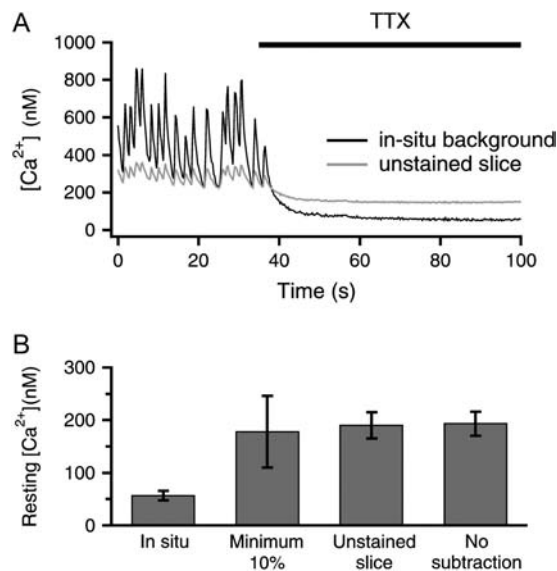 A
TTX
1000
800
600
400
200
0
[Ca2+] (nM)
in-situ background
unstained slice
0 20 40 60 80 100
Time (s)
B
300
200
100
0
Resting [Ca2+](nM)
In situ Minimum 10% Unstained slice No subtraction